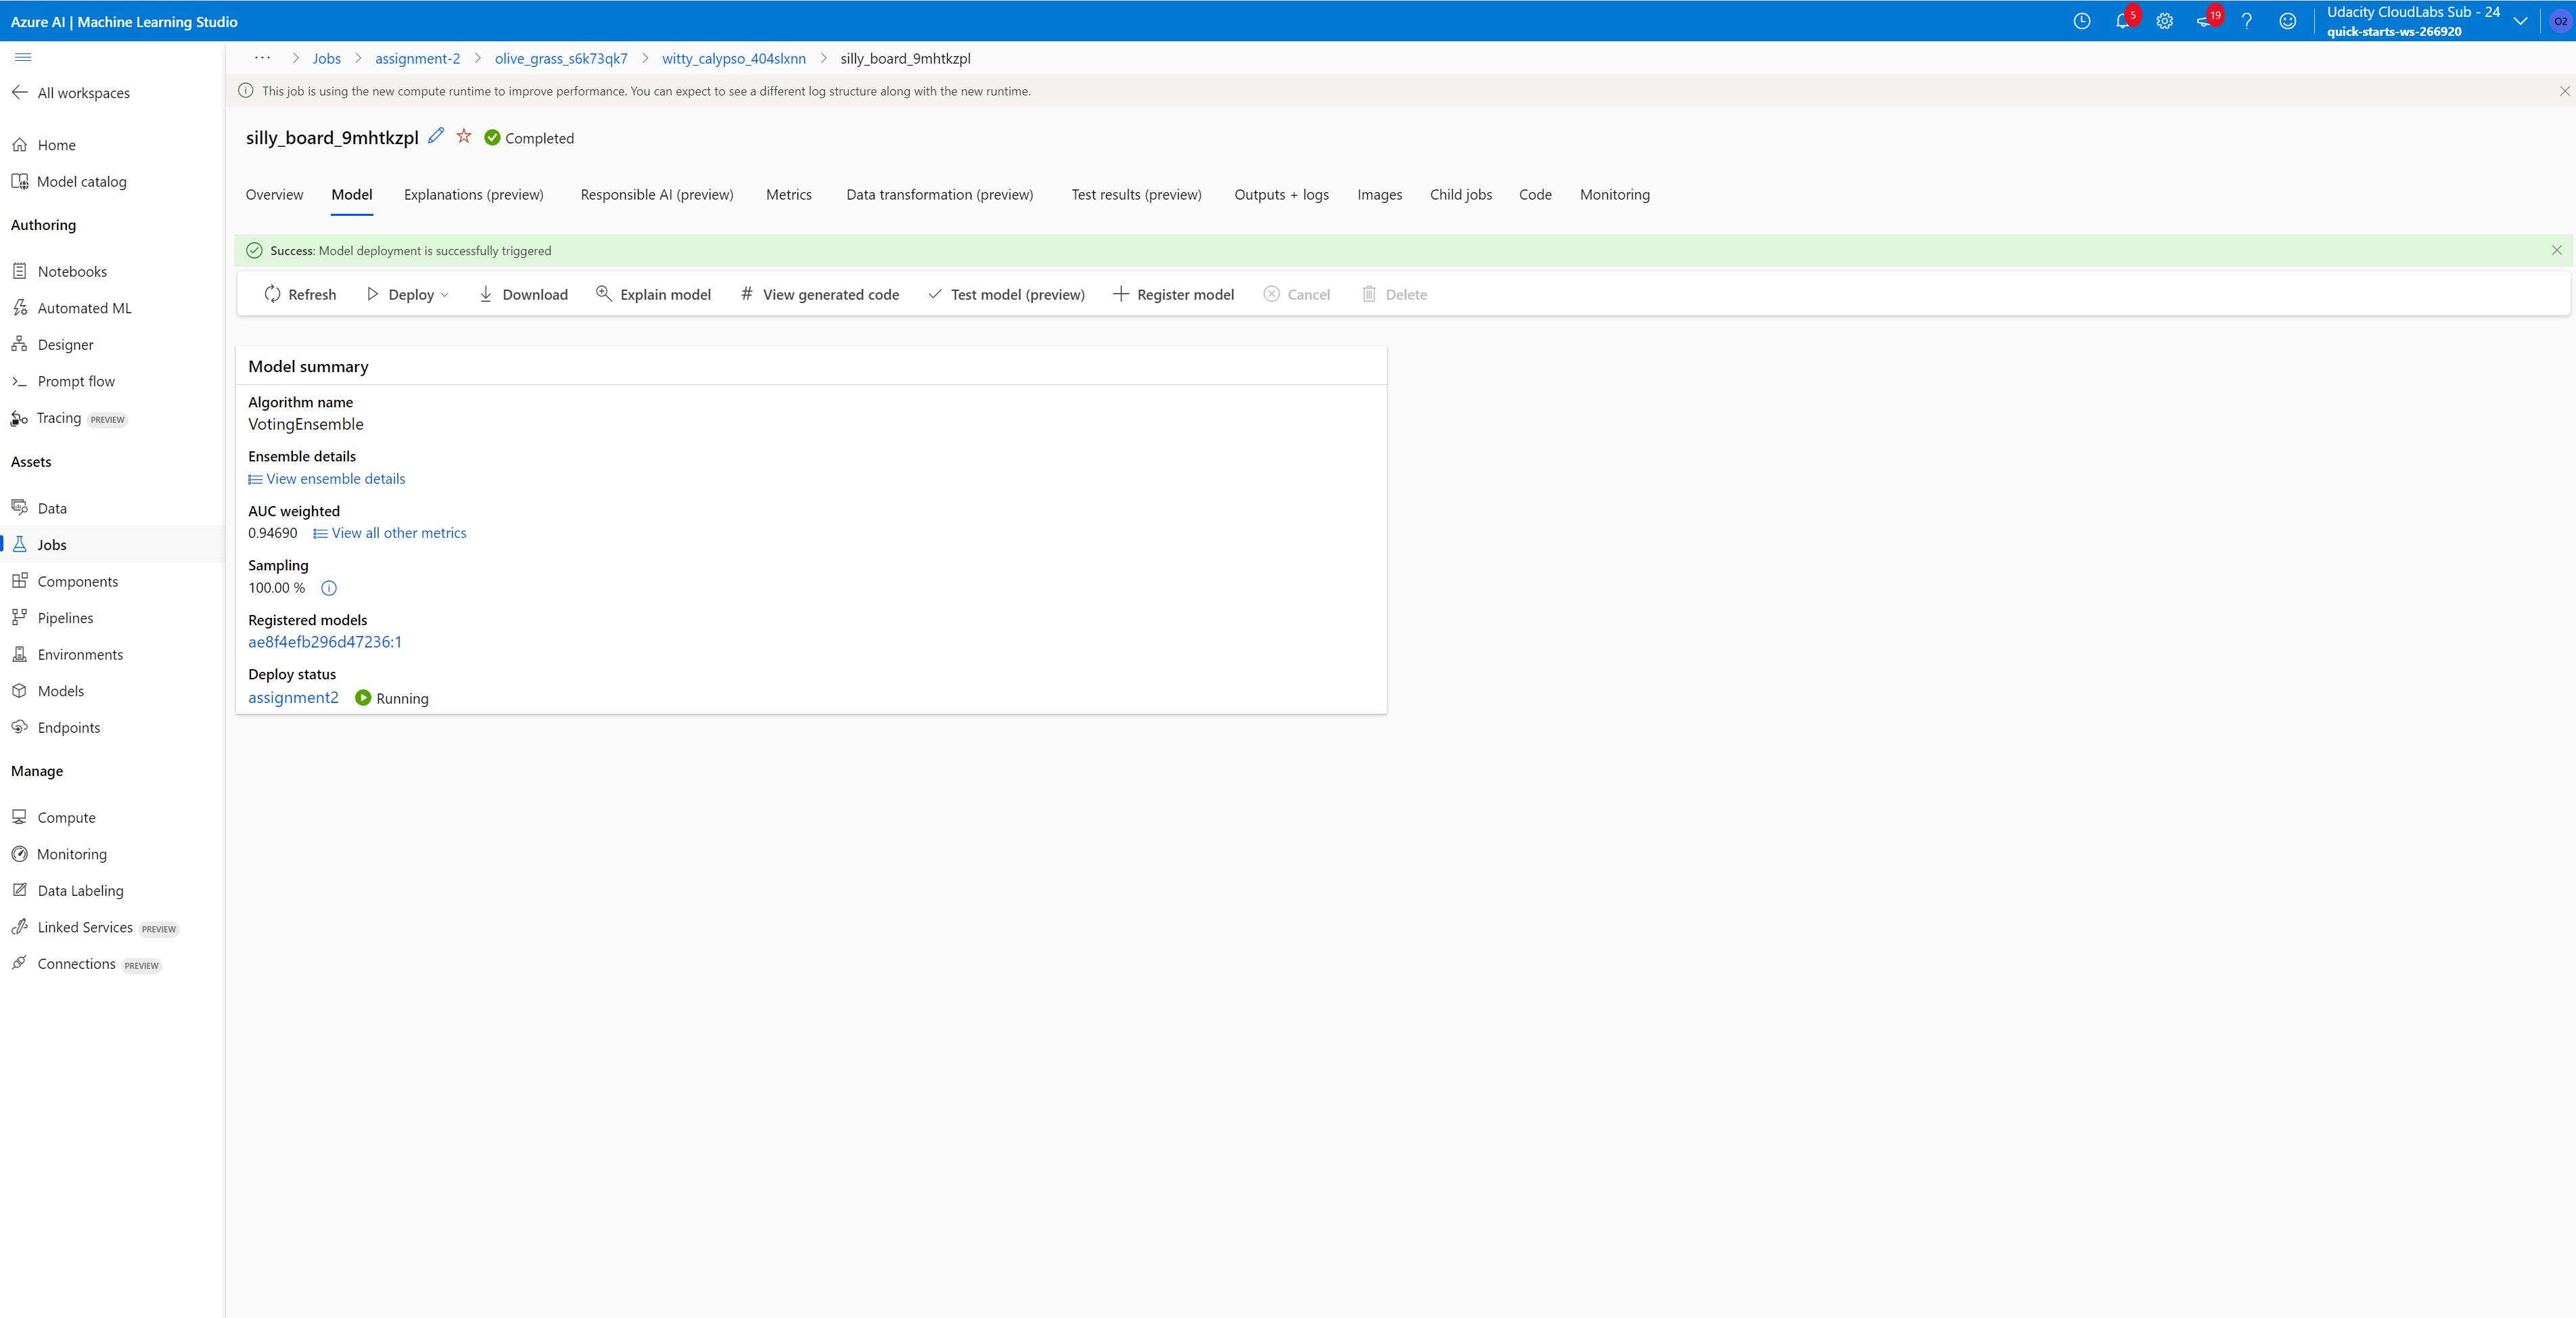 Azure AI | Machine Learning Studio
5
19
Udacity CloudLabs Sub - 24
quick-starts-ws-266920
O2
All workspaces
Home
Model catalog
Authoring
Notebooks
Automated ML
Designer
Prompt flow
Tracing PREVIEW
Assets
Data
Jobs
Components
Pipelines
Environments
Models
Endpoints
Manage
Compute
Monitoring
Data Labeling
Linked Services PREVIEW
Connections PREVIEW
... > Jobs > assignment-2 > olive_grass_s6k73qk7 > witty_calypso_404slxnn > silly_board_9mhtkzpl
This job is using the new compute runtime to improve performance. You can expect to see a different log structure along with the new runtime.
silly_board_9mhtkzpl Completed
Overview Model Explanations (preview) Responsible AI (preview) Metrics Data transformation (preview) Test results (preview) Outputs + logs Images Child jobs Code Monitoring
Success: Model deployment is successfully triggered
Refresh Deploy Download Explain model # View generated code Test model (preview) Register model Cancel Delete
Model summary
Algorithm name
VotingEnsemble
Ensemble details
View ensemble details
AUC weighted
0.94690 View all other metrics
Sampling
100.00 %
Registered models
ae8f4efb296d47236:1
Deploy status
assignment2 Running